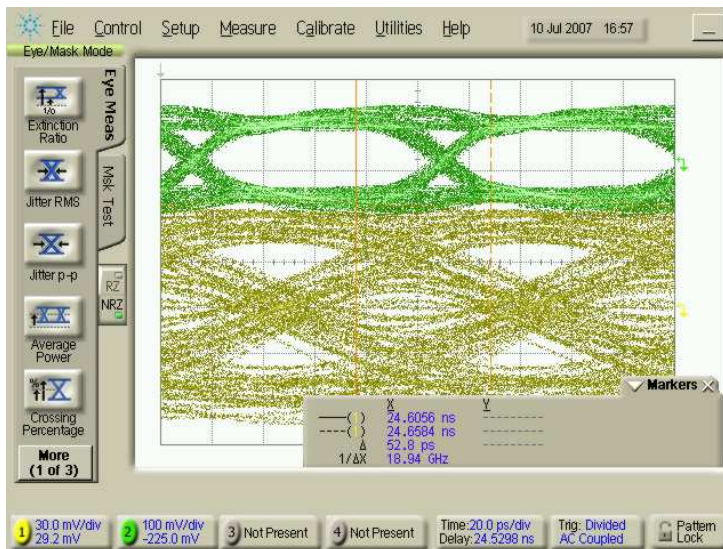 File Control Setup Measure Calibrate Utilities Help 10 Jul 2007 16:57
Eye/Mask Mode
Eye Meas
Msk Test
1/0
Extinction
Ratio
Jitter RMS
Jitter p-p
RZ
NRZ
Average
Power
Crossing
Percentage
More
(1 of 3)
Markers
X Y
24.6056 ns
24.6584 ns
Δ 52.8 ps
1/ΔX 18.94 GHz
1 30.0 mV/div
29.2 mV
2 100 mV/div
-225.0 mV
3 Not Present
4 Not Present
Time:20.0 ps/div
Delay:24.5298 ns
Trig: Divided
AC Coupled
Pattern
Lock